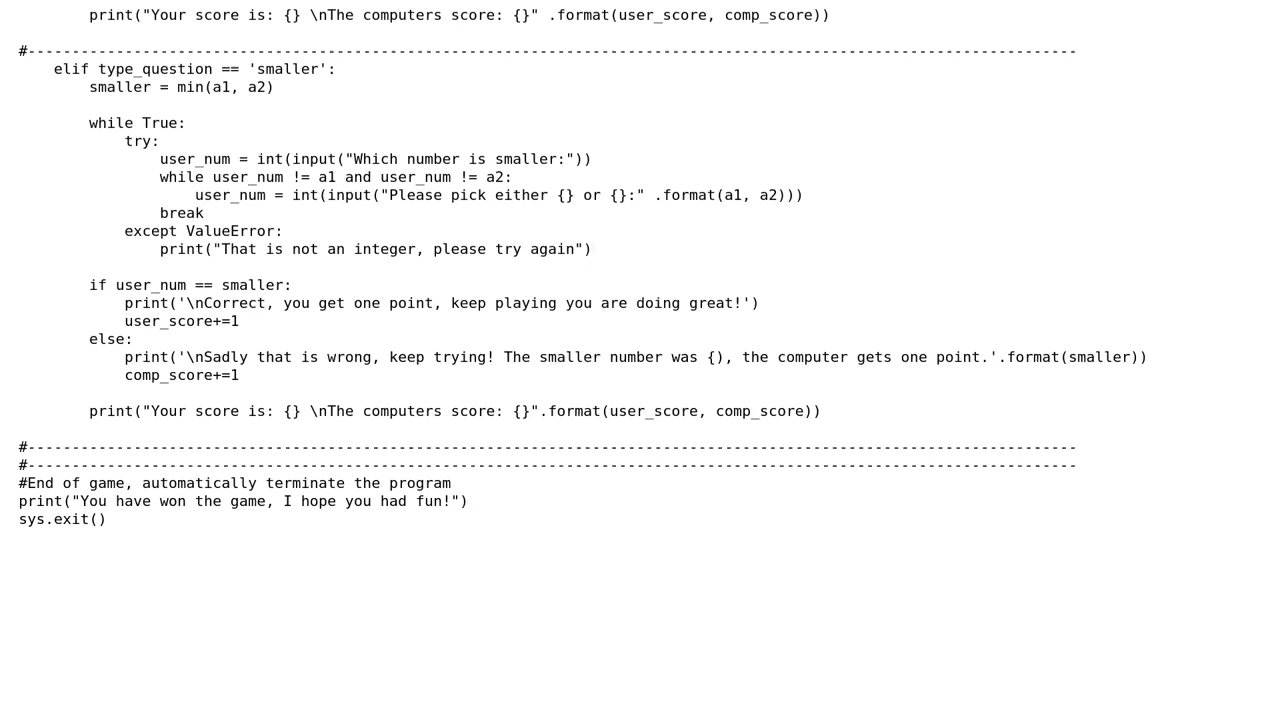 print("Your score is: {} \nThe computers score: {}" .format(user_score, comp_score))
#-----------------------------------------------------------------------------------------------------------------------
elif type_question == 'smaller':
smaller = min(a1, a2)
while True:
try:
user_num = int(input("Which number is smaller:"))
while user_num != a1 and user_num != a2:
user_num = int(input("Please pick either {} or {}:" .format(a1, a2)))
break
except ValueError:
print("That is not an integer, please try again")
if user_num == smaller:
print('\nCorrect, you get one point, keep playing you are doing great!')
user_score+=1
else:
print('\nSadly that is wrong, keep trying! The smaller number was {), the computer gets one point.'.format(smaller))
comp_score+=1
print("Your score is: {} \nThe computers score: {}".format(user_score, comp_score))
#-----------------------------------------------------------------------------------------------------------------------
#-----------------------------------------------------------------------------------------------------------------------
#End of game, automatically terminate the program
print("You have won the game, I hope you had fun!")
sys.exit()